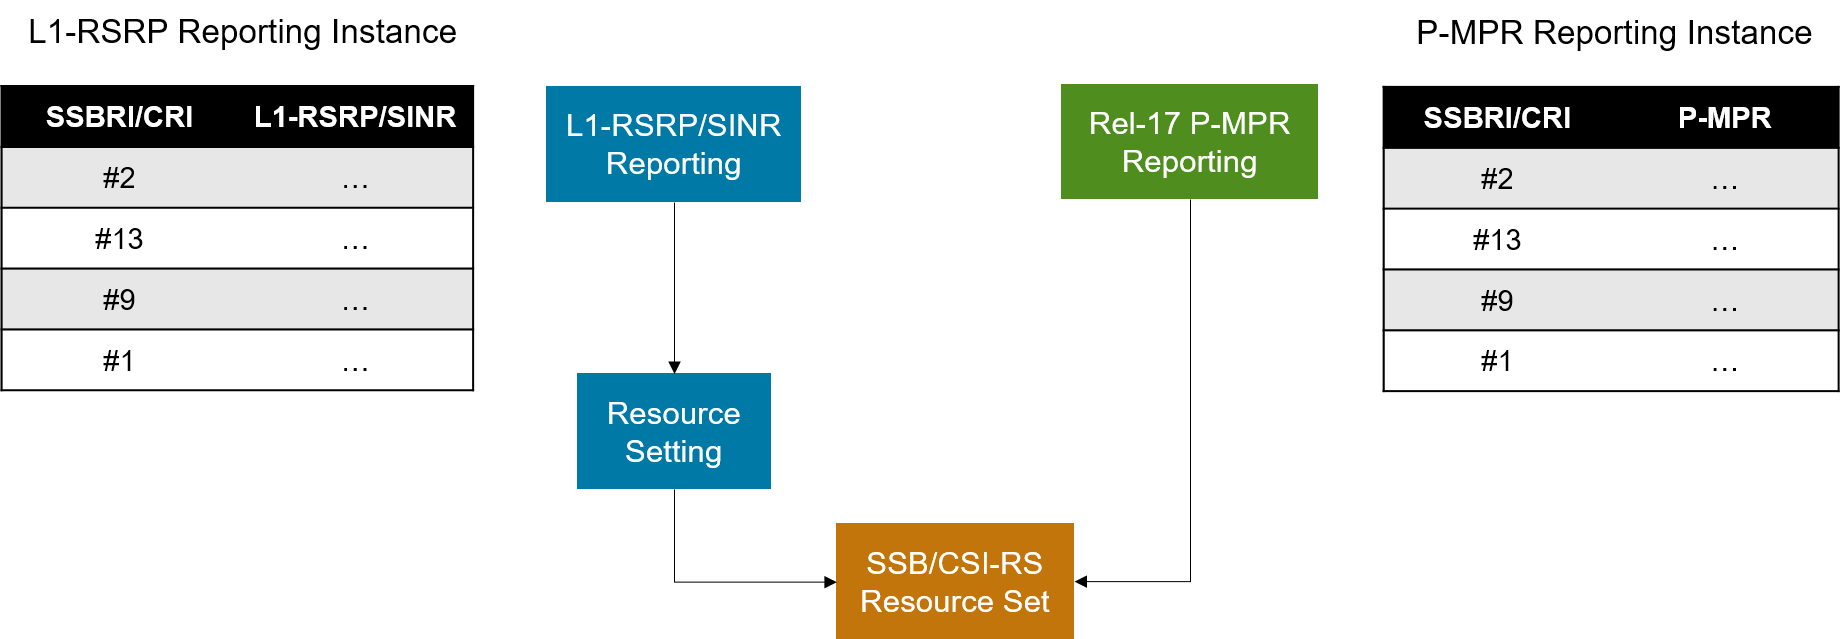 L1-RSRP Reporting Instance
SSBRI/CRI L1-RSRP/SINR
#2 …
#13 …
#9 …
#1 …
L1-RSRP/SINR
Reporting
Resource
Setting
SSB/CSI-RS
Resource Set
Rel-17 P-MPR
Reporting
P-MPR Reporting Instance
SSBRI/CRI P-MPR
#2 …
#13 …
#9 …
#1 …